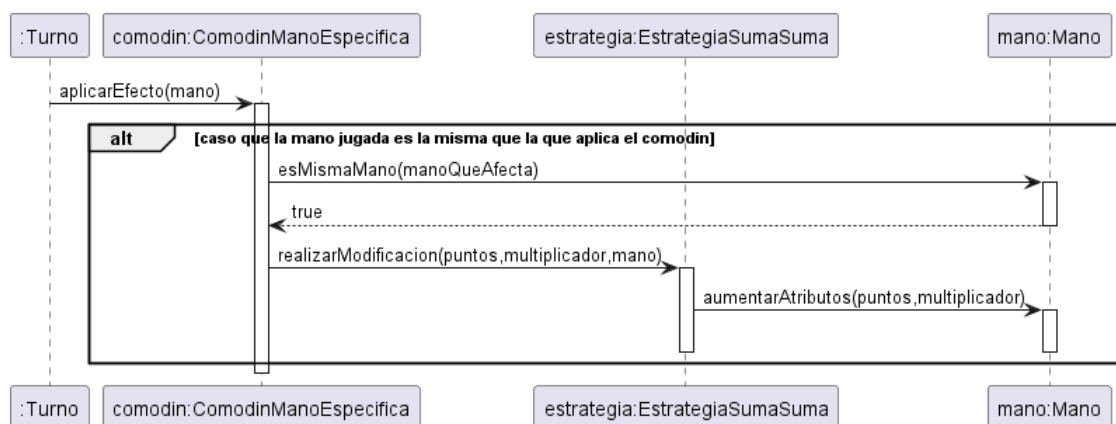 :Turno comodin:ComodinManoEspecifica estrategia:EstrategiaSumaSuma mano:Mano
aplicarEfecto(mano)
alt [caso que la mano jugada es la misma que la que aplica el comodin]
esMismaMano(manoQueAfecta)
true
realizarModificacion(puntos,multiplicador,mano)
aumentarAtributos(puntos,multiplicador)
:Turno comodin:ComodinManoEspecifica estrategia:EstrategiaSumaSuma mano:Mano